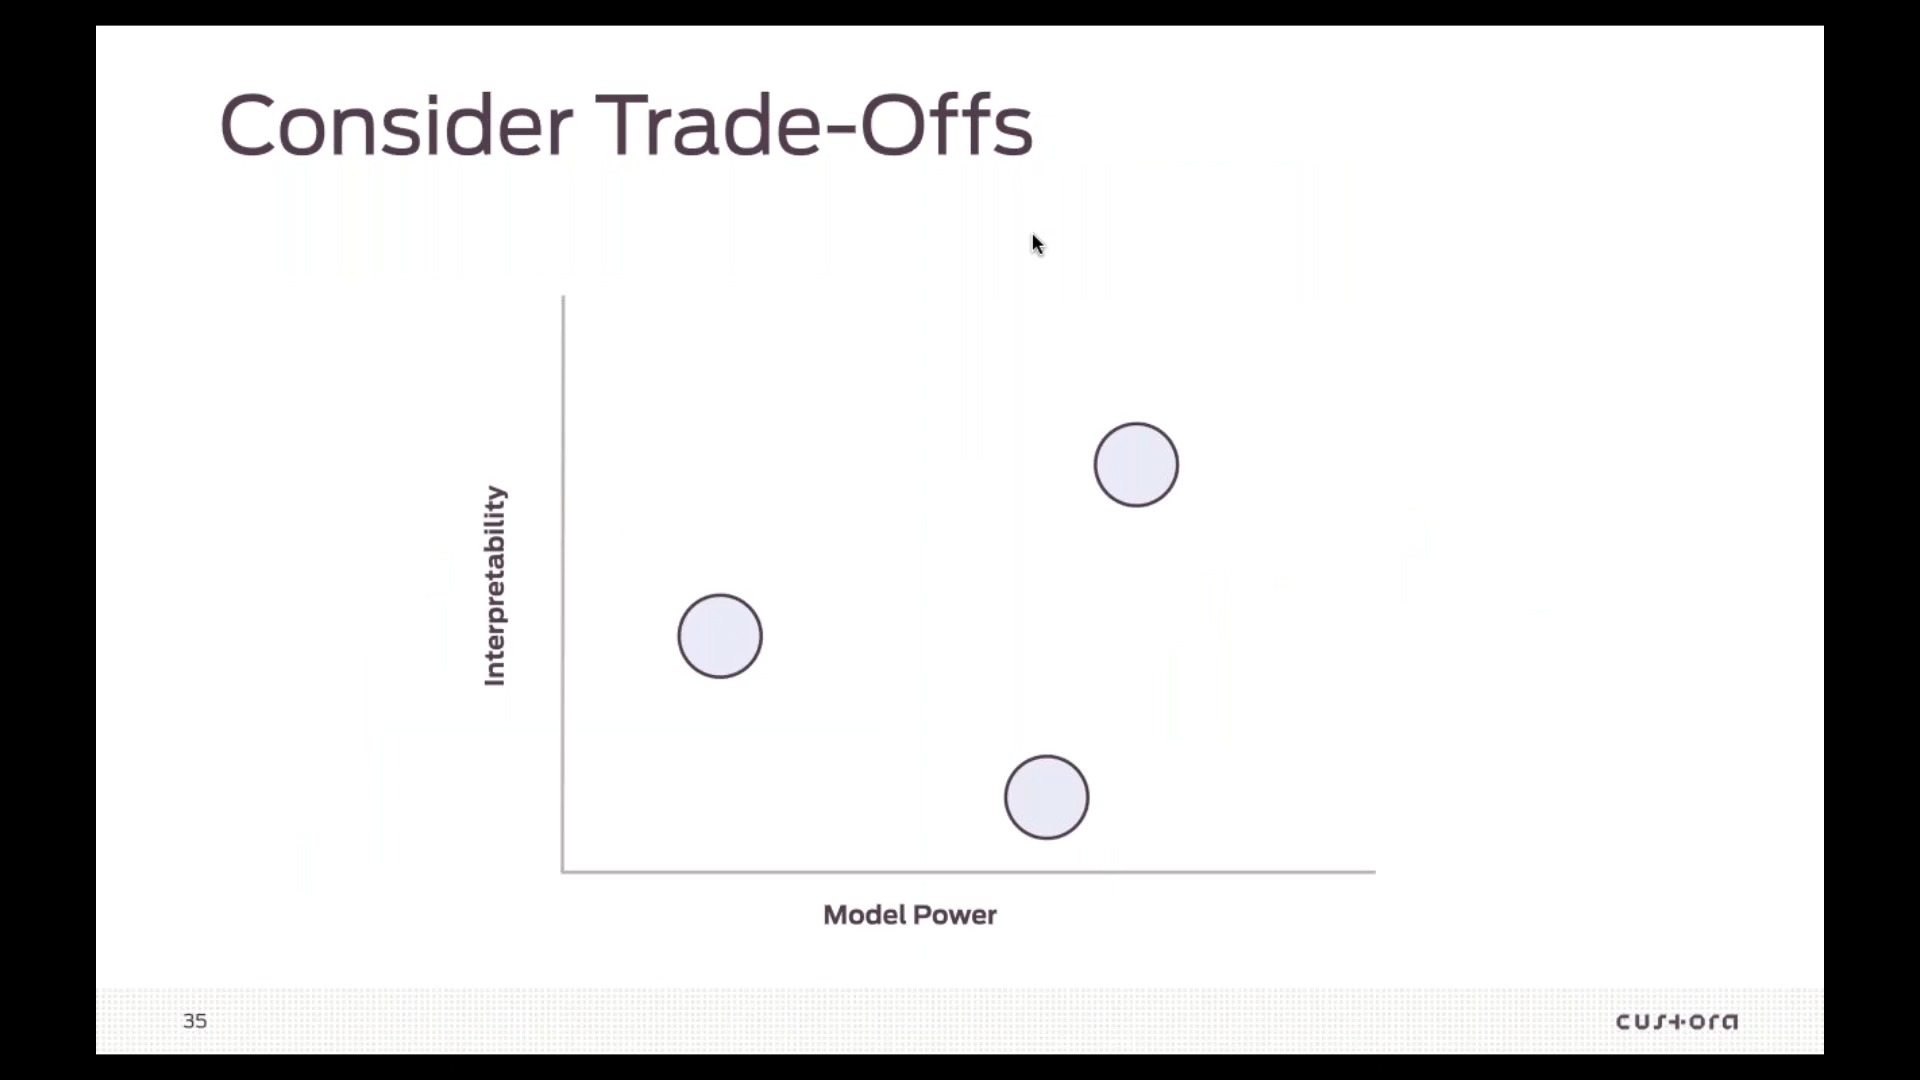 Consider Trade-Offs
Interpretability
Model Power
35
custora